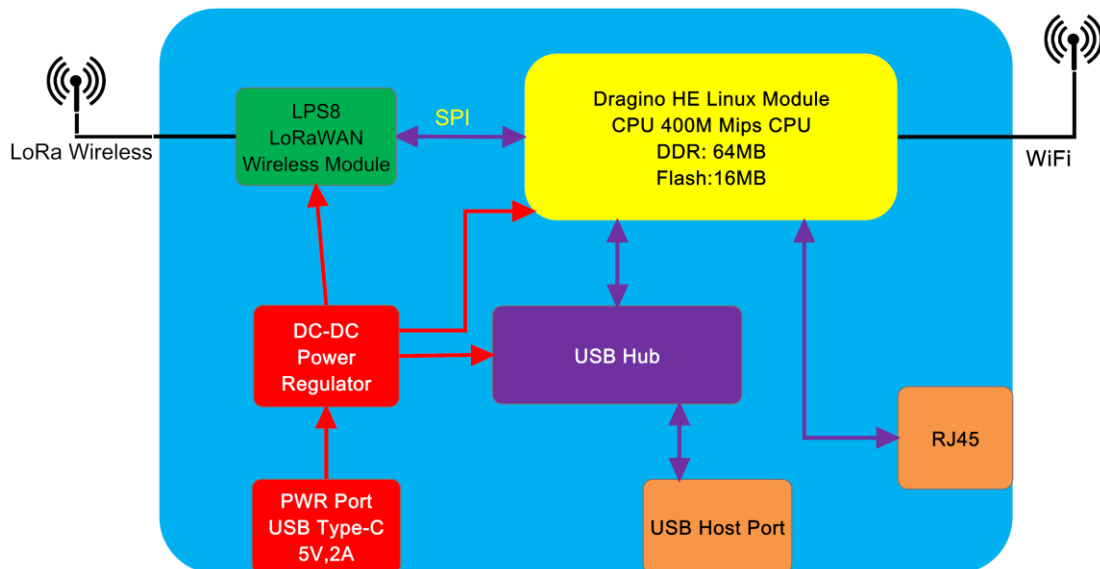 LoRa Wireless
LPS8
LoRaWAN
Wireless Module
SPI
Dragino HE Linux Module
CPU 400M Mips CPU
DDR: 64MB
Flash:16MB
WiFi
DC-DC
Power
Regulator
USB Hub
RJ45
PWR Port
USB Type-C
5V,2A
USB Host Port